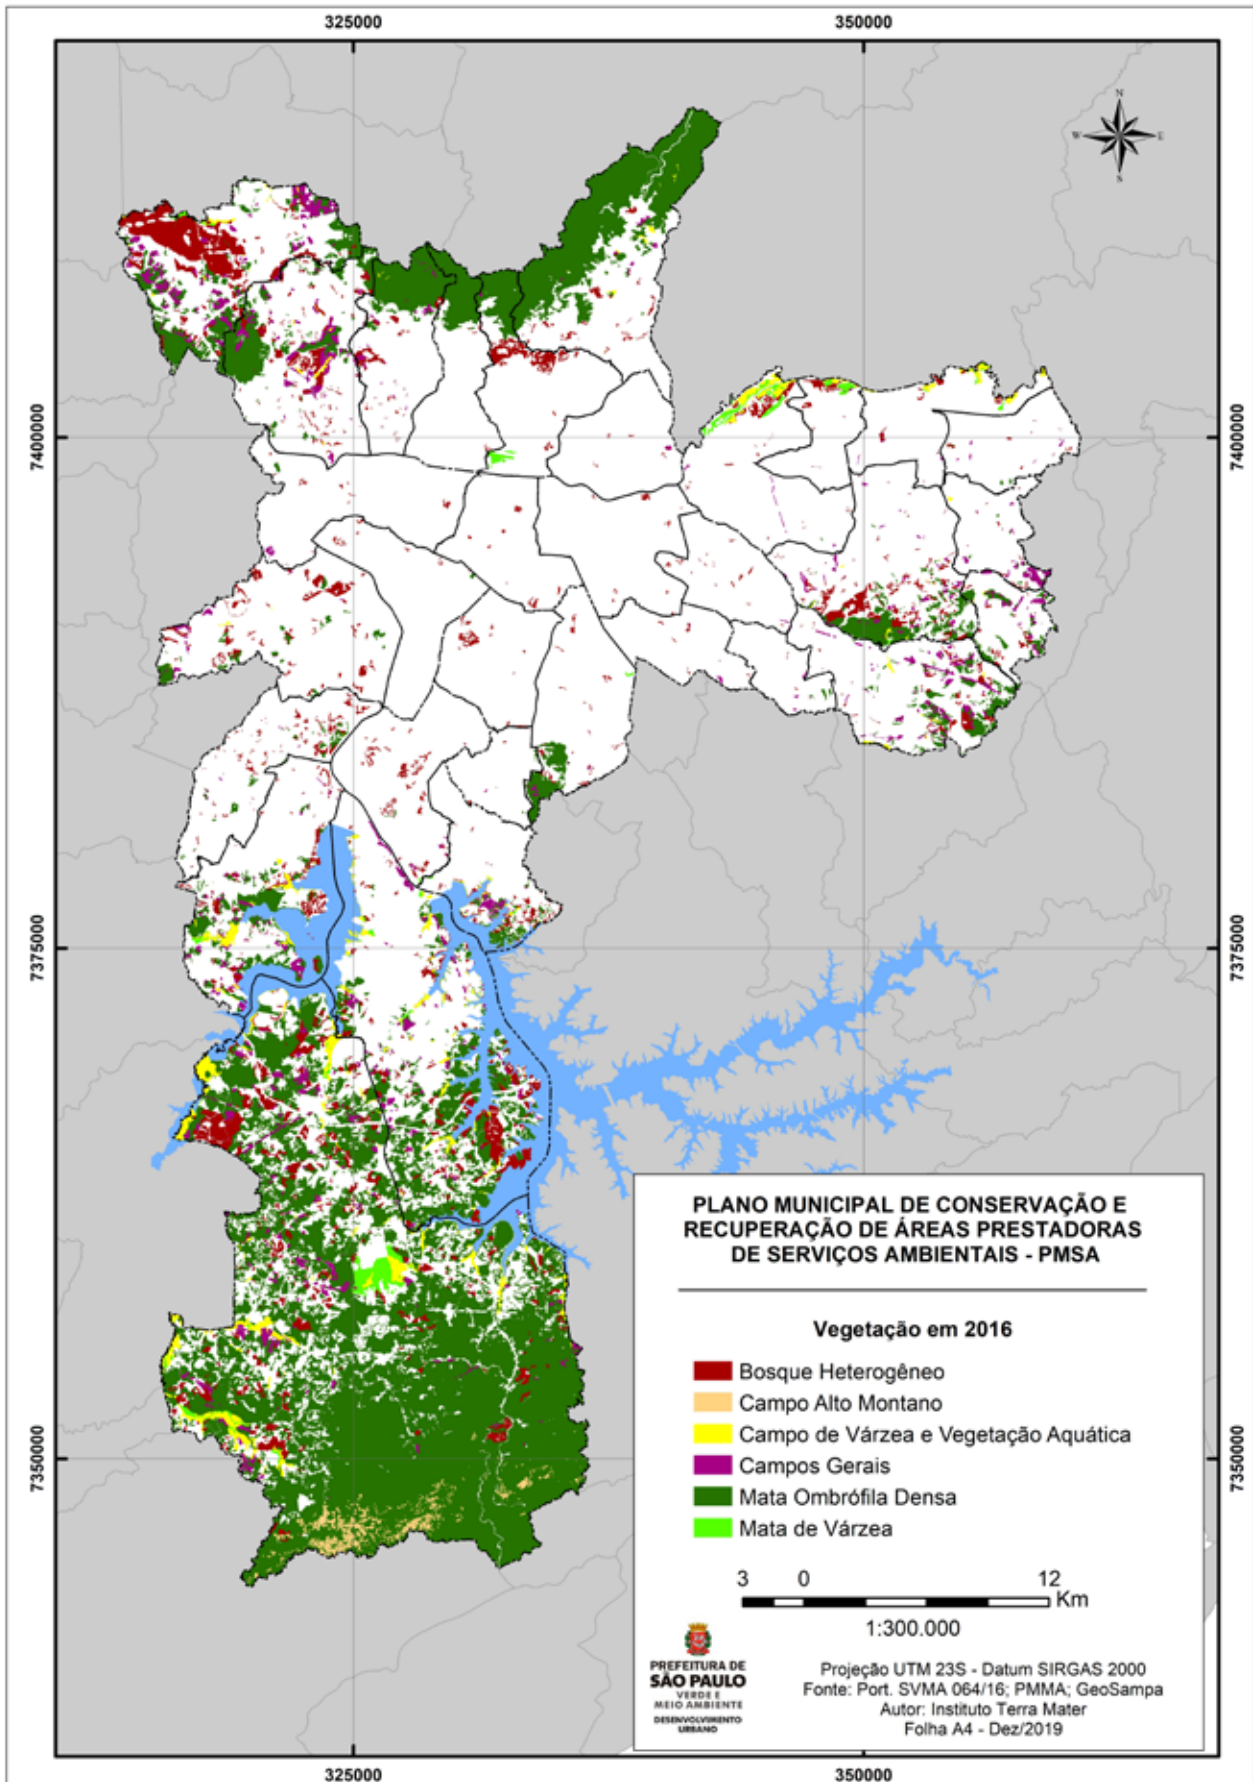 325000
350000
N
W
E
S
7400000
7400000
7375000
7375000
PLANO MUNICIPAL DE CONSERVAÇÃO E
RECUPERAÇÃO DE ÁREAS PRESTADORAS
DE SERVIÇOS AMBIENTAIS - PMSA
Vegetação em 2016
Bosque Heterogêneo
Campo Alto Montano
Campo de Várzea e Vegetação Aquática
Campos Gerais
Mata Ombrófila Densa
Mata de Várzea
7350000
7350000
3 0 12
Km
1:300.000
PREFEITURA DE
SÃO PAULO
VERDE E
MEIO AMBIENTE
DESENVOLVIMENTO
URBANO
Projeção UTM 23S - Datum SIRGAS 2000
Fonte: Port. SVMA 064/16; PMMA; GeoSampa
Autor: Instituto Terra Mater
Folha A4 - Dez/2019
325000
350000